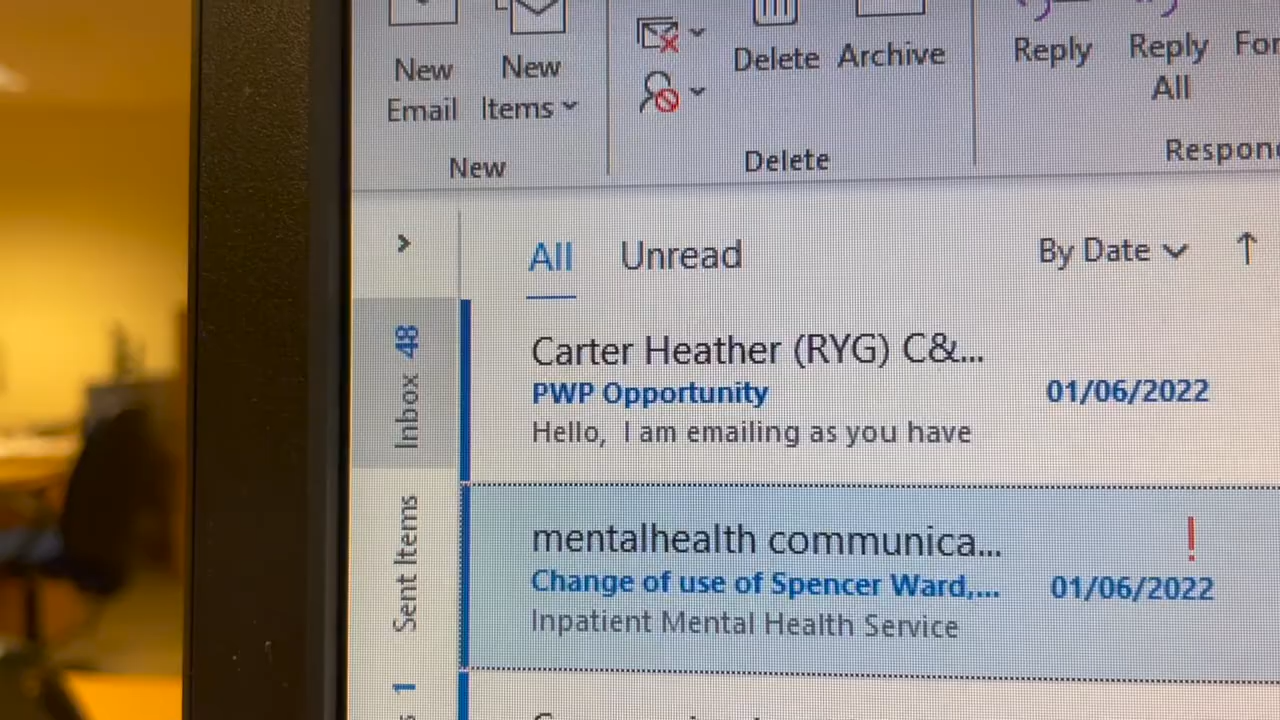 New Email
New Items
Delete
Archive
Reply
Reply All
New
Delete
All
Unread
By Date
Inbox 48
Carter Heather (RYG) C&...
PWP Opportunity
01/06/2022
Hello, I am emailing as you have
Sent Items
mentalhealth communica...
!
Change of use of Spencer Ward,...
01/06/2022
Inpatient Mental Health Service
1